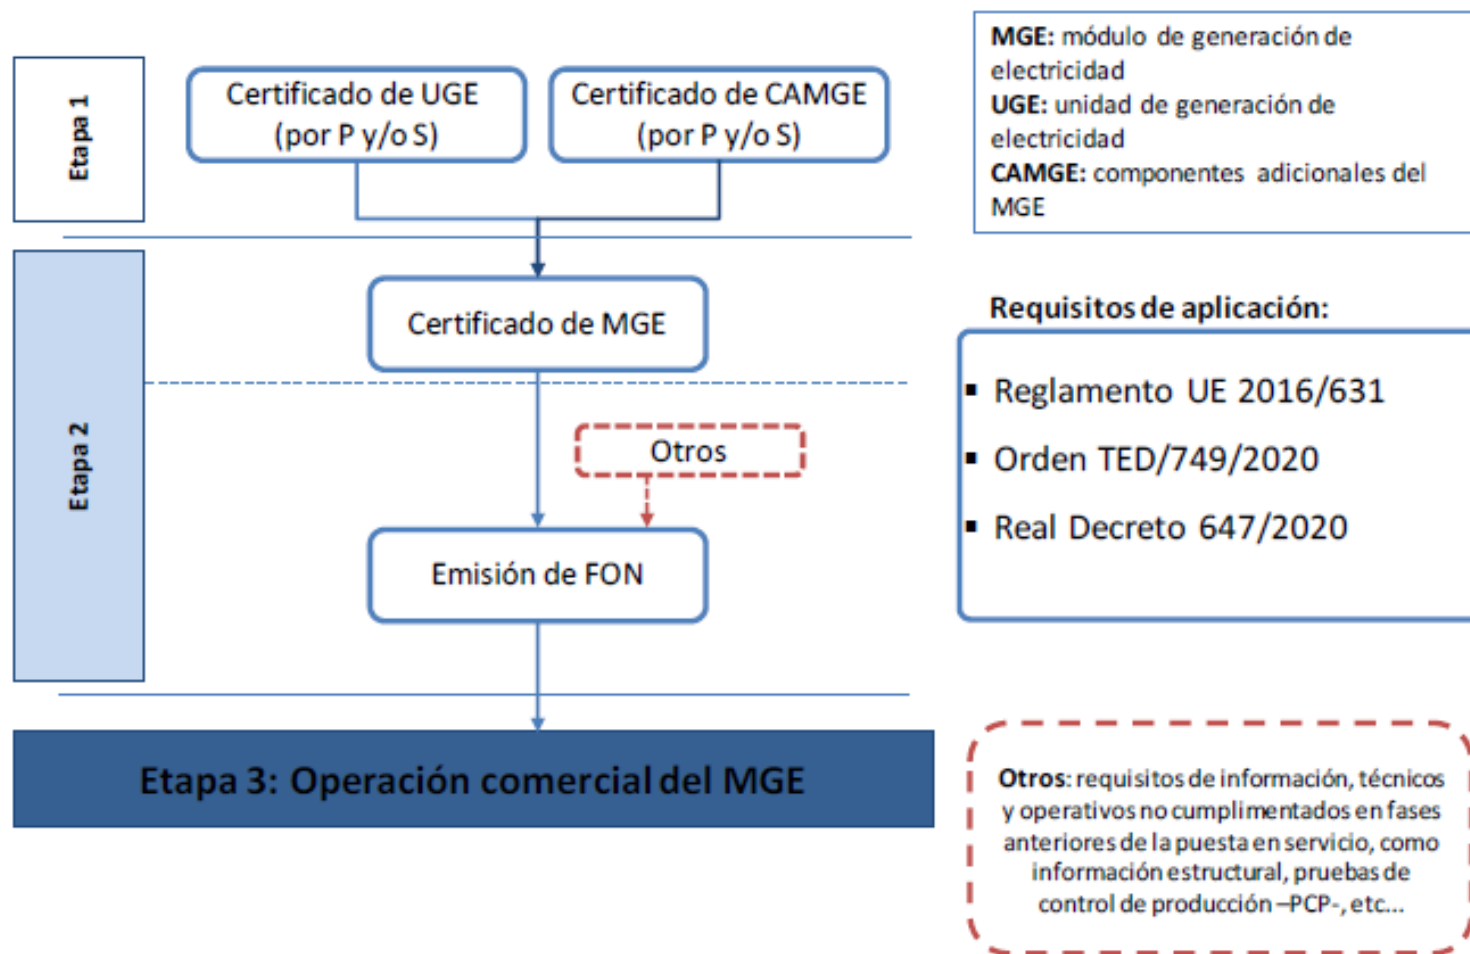 Etapa 1
Certificado de UGE
(por P y/o S)
Certificado de CAMGE
(por P y/o S)
MGE: módulo de generación de
electricidad
UGE: unidad de generación de
electricidad
CAMGE: componentes adicionales del
MGE
Etapa 2
Certificado de MGE
Otros
Emisión de FON
Requisitos de aplicación:
▪ Reglamento UE 2016/631
▪ Orden TED/749/2020
▪ Real Decreto 647/2020
Etapa 3: Operación comercial del MGE
Otros: requisitos de información, técnicos
y operativos no cumplimentados en fases
anteriores de la puesta en servicio, como
información estructural, pruebas de
control de producción –PCP-, etc...